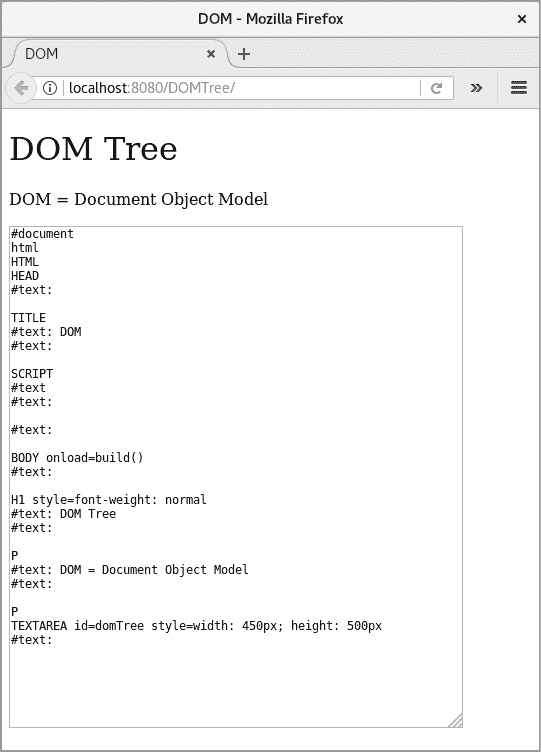 DOM - Mozilla Firefox
DOM
localhost:8080/DOMTree/
DOM Tree
DOM = Document Object Model
#document
html
HTML
HEAD
#text:
TITLE
#text: DOM
#text:
SCRIPT
#text
#text:
#text:
BODY onload=build()
#text:
H1 style=font-weight: normal
#text: DOM Tree
#text:
P
#text: DOM = Document Object Model
#text:
P
TEXTAREA id=domTree style=width: 450px; height: 500px
#text: